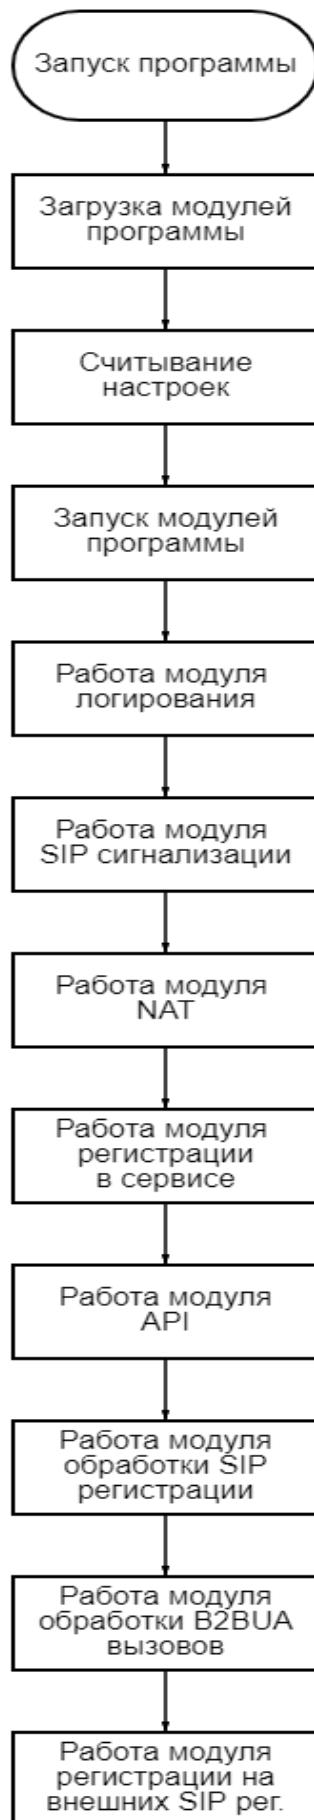 Запуск программы
Загрузка модулей
программы
Считывание
настроек
Запуск модулей
программы
Работа модуля
логирования
Работа модуля
SIP сигнализации
Работа модуля
NAT
Работа модуля
регистрации
в сервисе
Работа модуля
API
Работа модуля
обработки SIP
регистрации
Работа модуля
обработки B2BUA
вызовов
Работа модуля
регистрации на
внешних SIP рег.